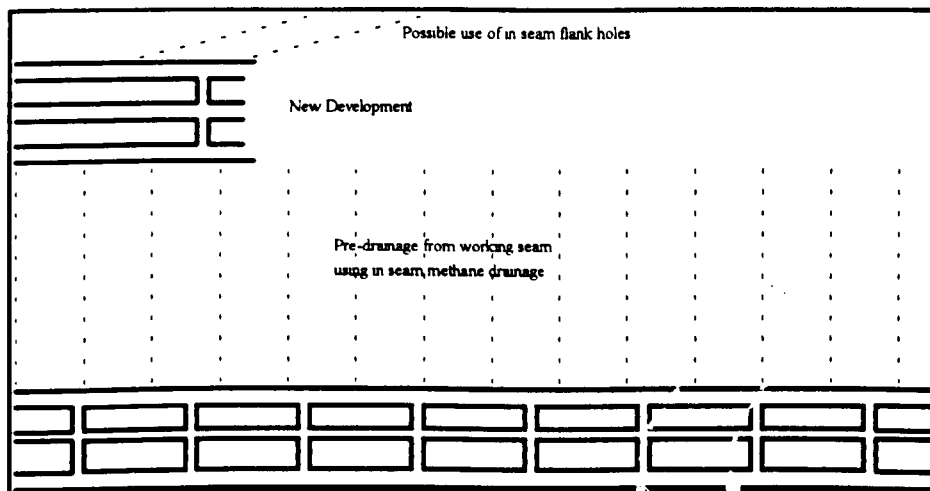 Possible use of in seam flank holes
New Development
Pre-drainage from working seam
using in seam methane drainage